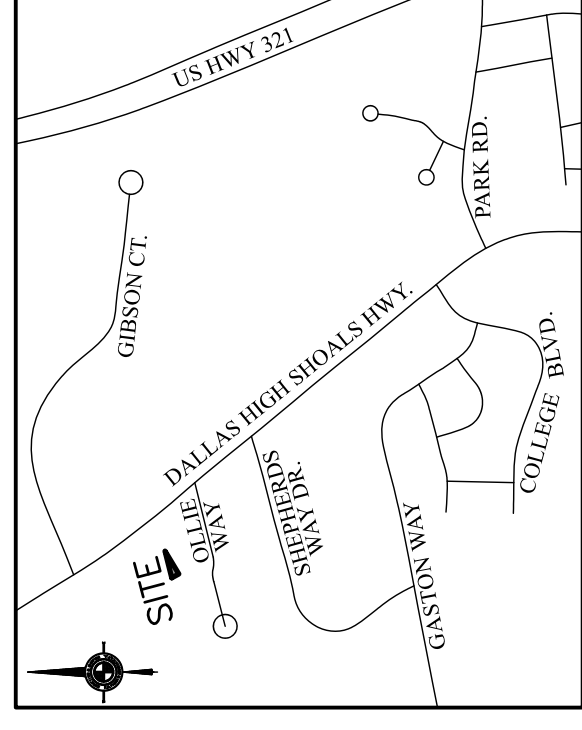 US HWY 321
PARK RD.
GIBSON CT.
DALLAS HIGH SHOALS HWY.
COLLEGE BLVD.
SHEPHERDS
WAY DR.
OLLIE
WAY
GASTON WAY
SITE